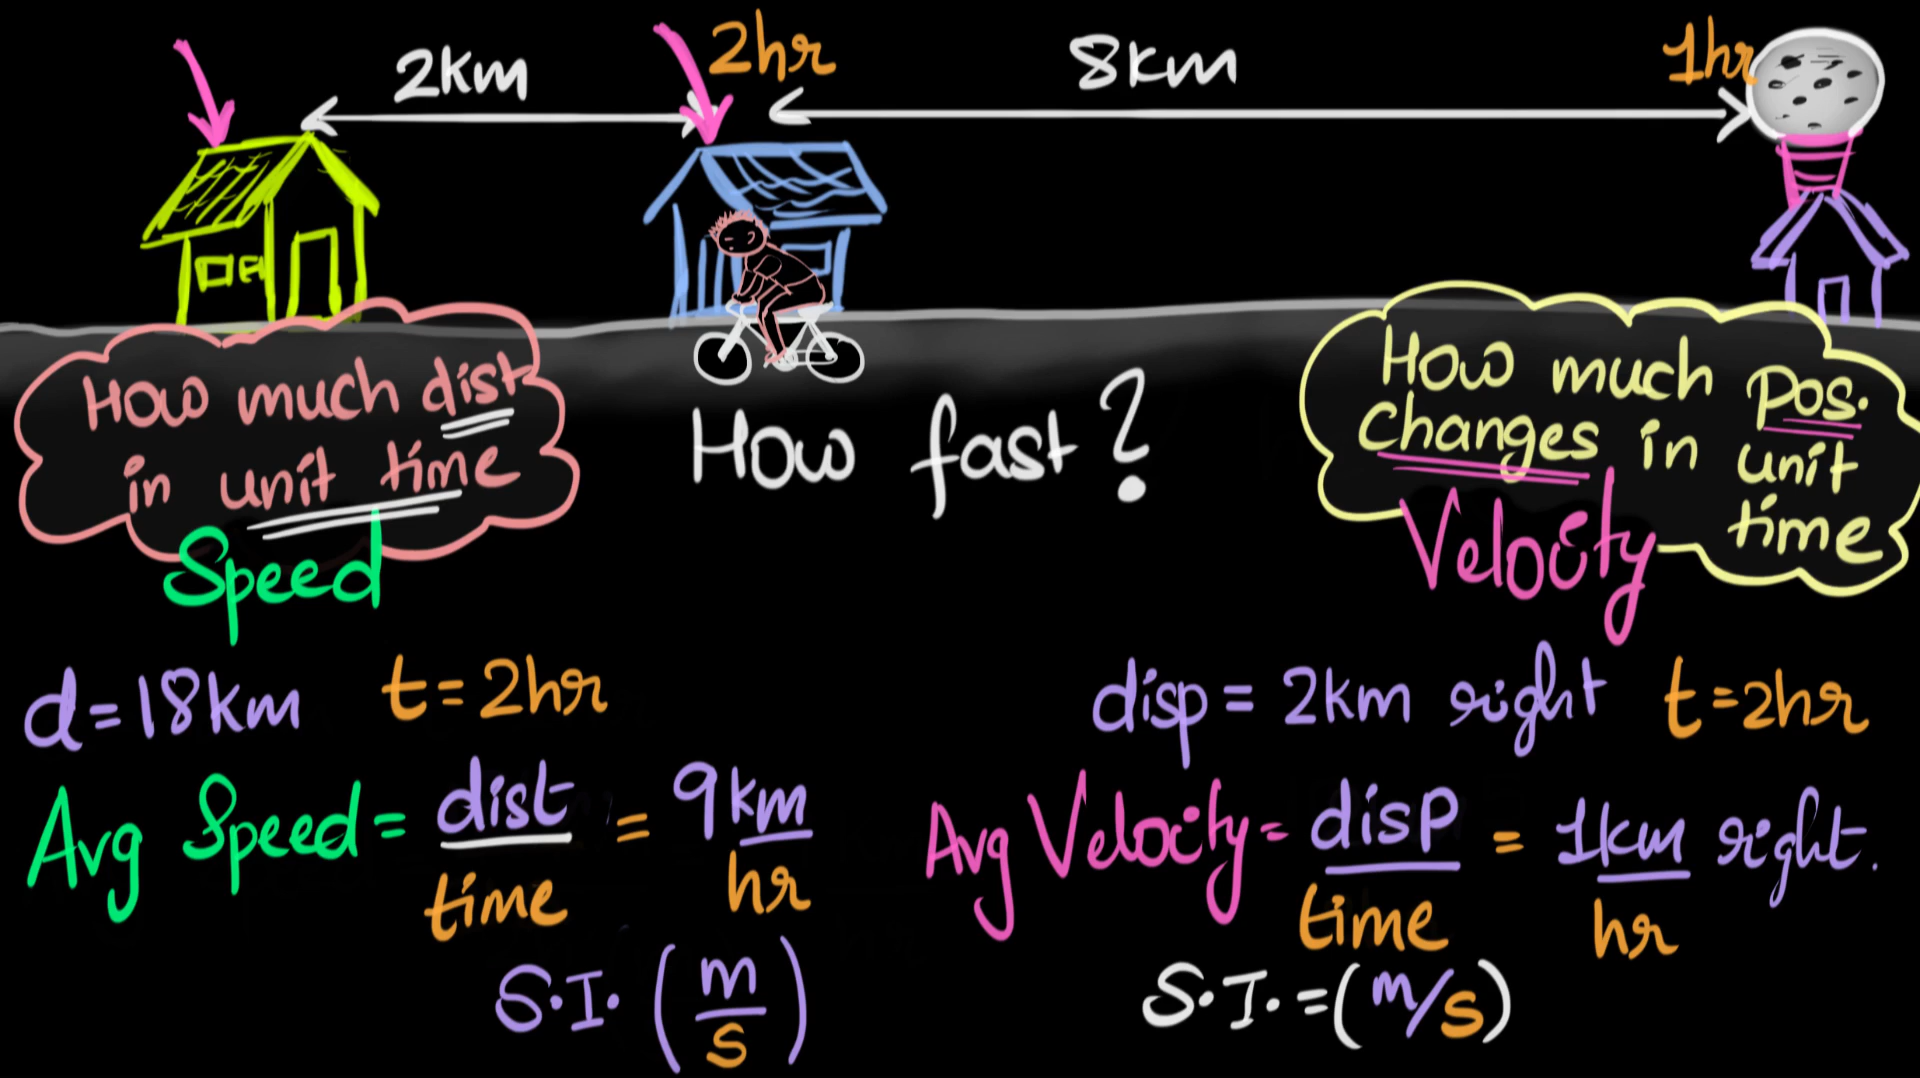 2km
2hr
8km
1hr
How much dist
in unit time
Speed
How fast?
How much pos.
changes in unit
time
Velocity
d=18km t=2hr
Avg Speed= dist/time = 9km/hr
S.I. (m/s)
disp= 2km right t=2hr
Avg Velocity= disp/time = 1km/hr right.
S.I.=(m/s)